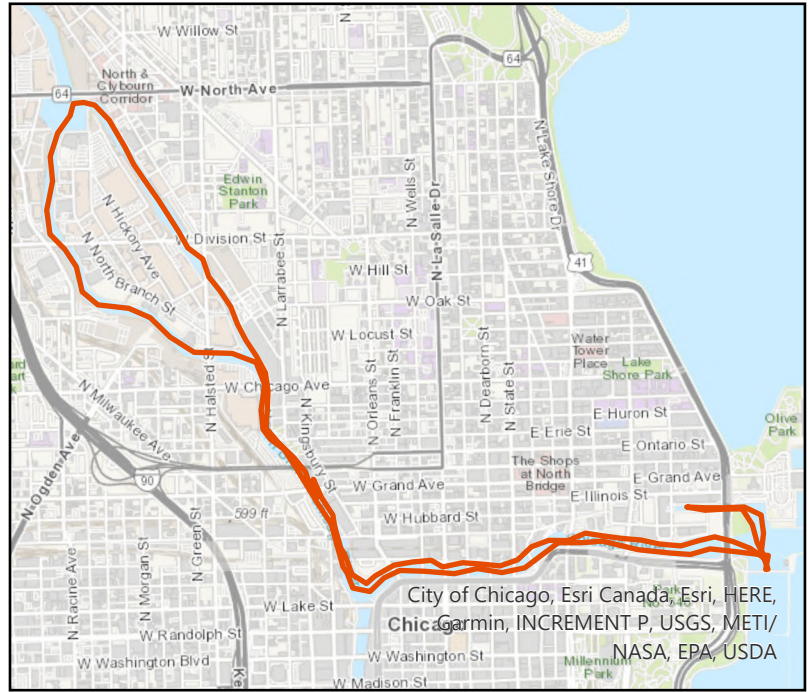 W Willow St
N
64
North &
Clybourn
Corridor
W North Ave
64
N Lake Shore Dr
Edwin
Stanton
Park
N Wells St
N La Salle Dr
N Hickory Ave
W Division St
N North Branch St
N Larrabee St
W Hill St
41
W Oak St
W Locust St
Water
Tower
Place
Lake
Shore Park
N Halsted St
W Chicago Ave
N Orleans St
N Franklin St
N Dearborn St
N State St
N Milwaukee Ave
N Kingsbury St
E Huron St
Olive
Park
E Erie St
E Ontario St
N Ogden Ave
90
The Shops
at North
Bridge
W Grand Ave
E Grand Ave
E Illinois St
599 ft
W Hubbard St
N Racine Ave
N Morgan St
N Green St
W Lake St
W Randolph St
Chicago
W Washington Blvd
W Washington St
Millennium
Park
W Madison St
Ke
City of Chicago, Esri Canada, Esri, HERE,
Garmin, INCREMENT P, USGS, METI/
NASA, EPA, USDA